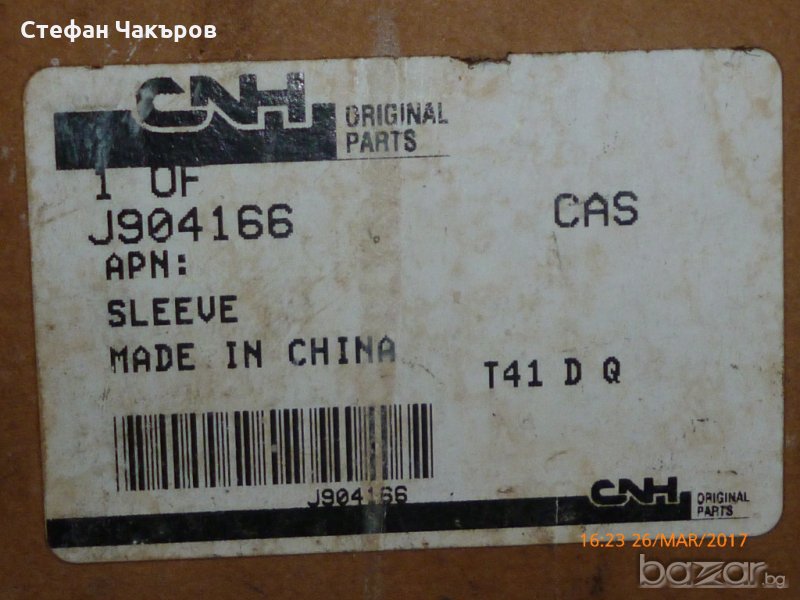 Стефан Чакъров
CNH ORIGINAL
PARTS
1 OF
J904166
CAS
APN:
SLEEVE
MADE IN CHINA
T41 D Q
J904166
CNH ORIGINAL
PARTS
16:23 26/MAR/2017
bazar.bg